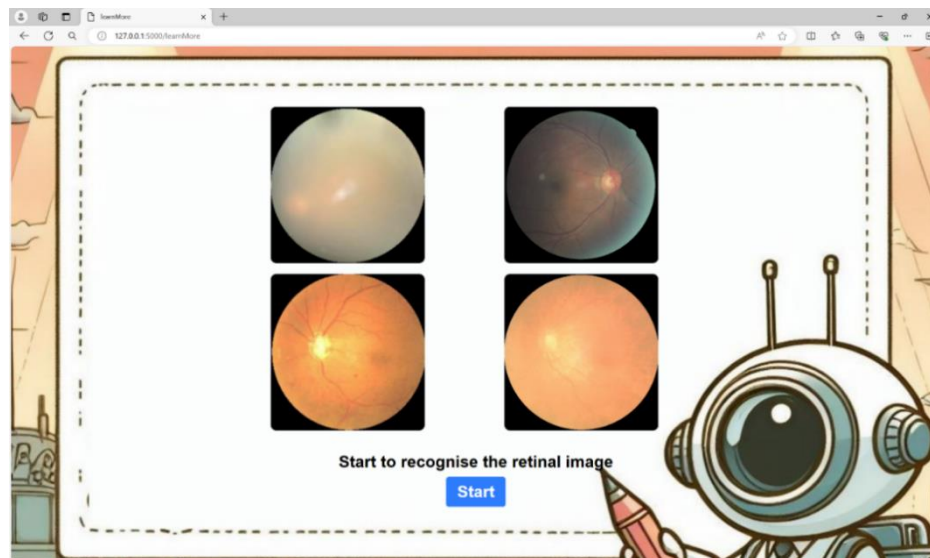 learnMore
127.0.0.1:5000/learnMore
Start to recognise the retinal image
Start